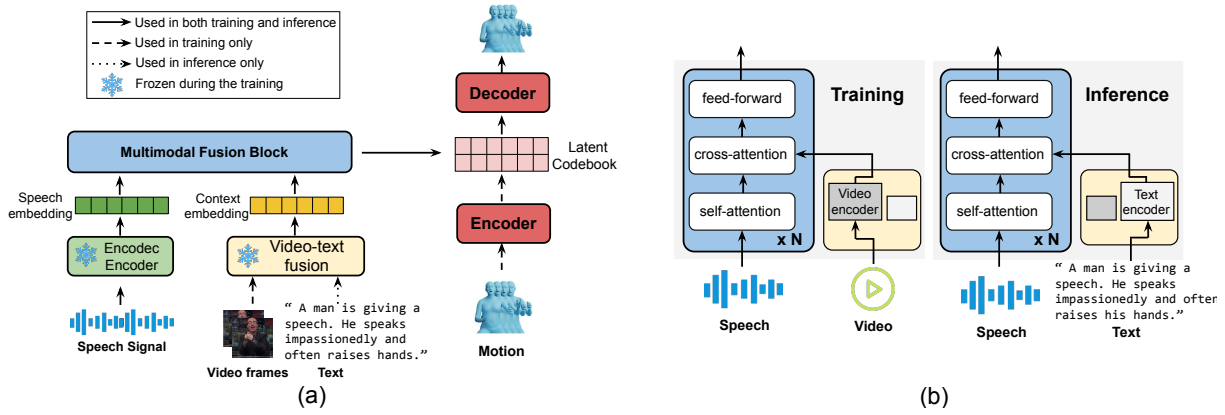 Used in both training and inference
Used in training only
Used in inference only
Frozen during the training
Decoder
Multimodal Fusion Block
Latent
Codebook
Speech
embedding
Context
embedding
Encodec
Encoder
Video-text
fusion
Encoder
“ A man is giving a
speech. He speaks
impassionedly and
often raises hands.”
Speech Signal
Video frames
Text
Motion
(a)
feed-forward
Training
cross-attention
Video
encoder
self-attention
x N
Speech
Video
feed-forward
Inference
cross-attention
Text
encoder
self-attention
x N
“ A man is giving a
speech. He speaks
impassionedly and often
raises his hands.”
Speech
Text
(b)